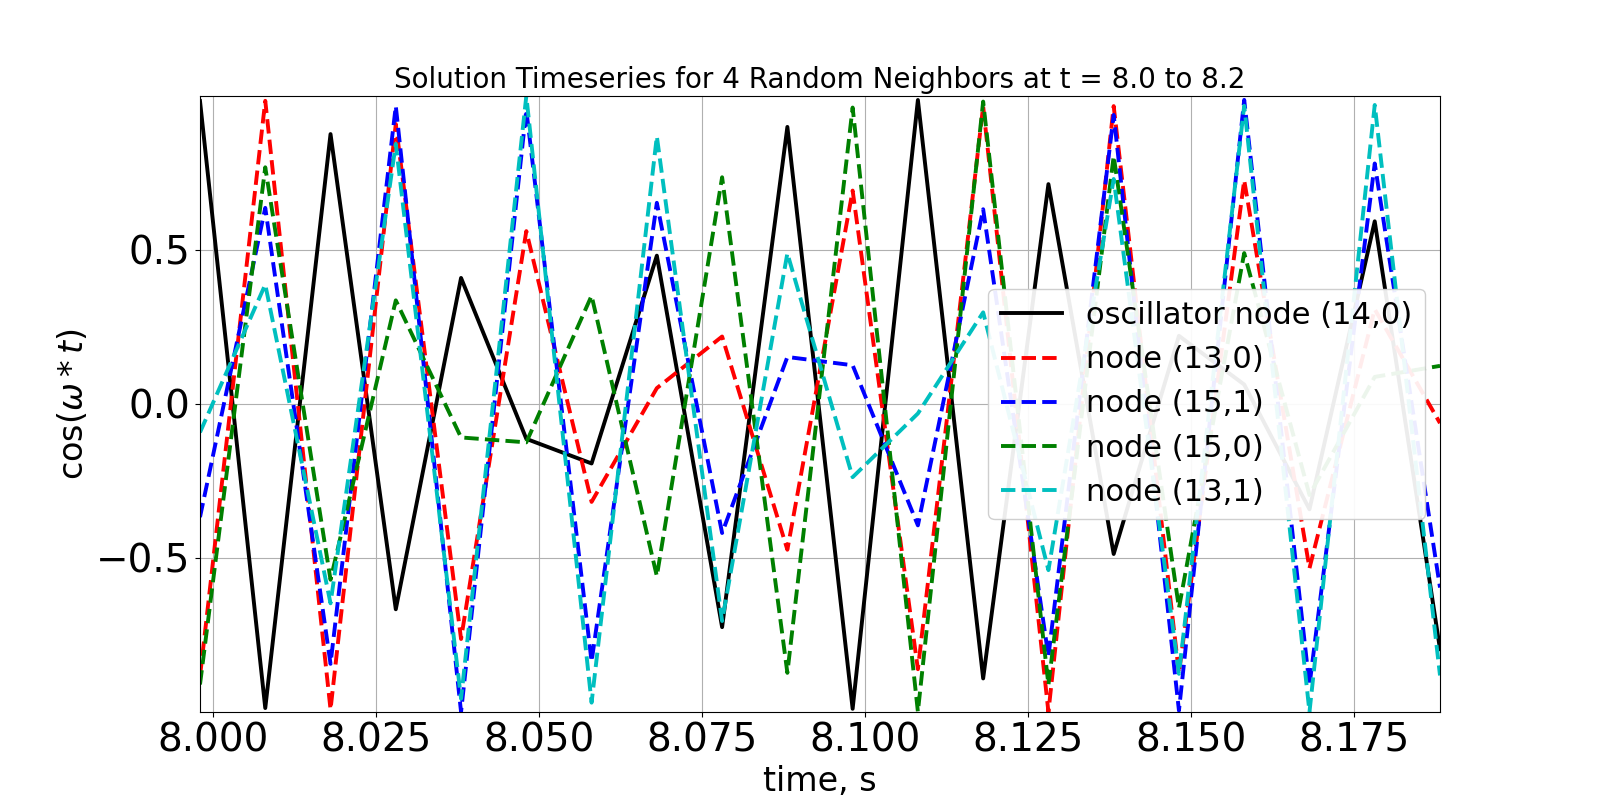 Solution Timeseries for 4 Random Neighbors at t = 8.0 to 8.2
cos(ω * t)
0.5
0.0
−0.5
oscillator node (14,0)
node (13,0)
node (15,1)
node (15,0)
node (13,1)
8.000 8.025 8.050 8.075 8.100 8.125 8.150 8.175
time, s